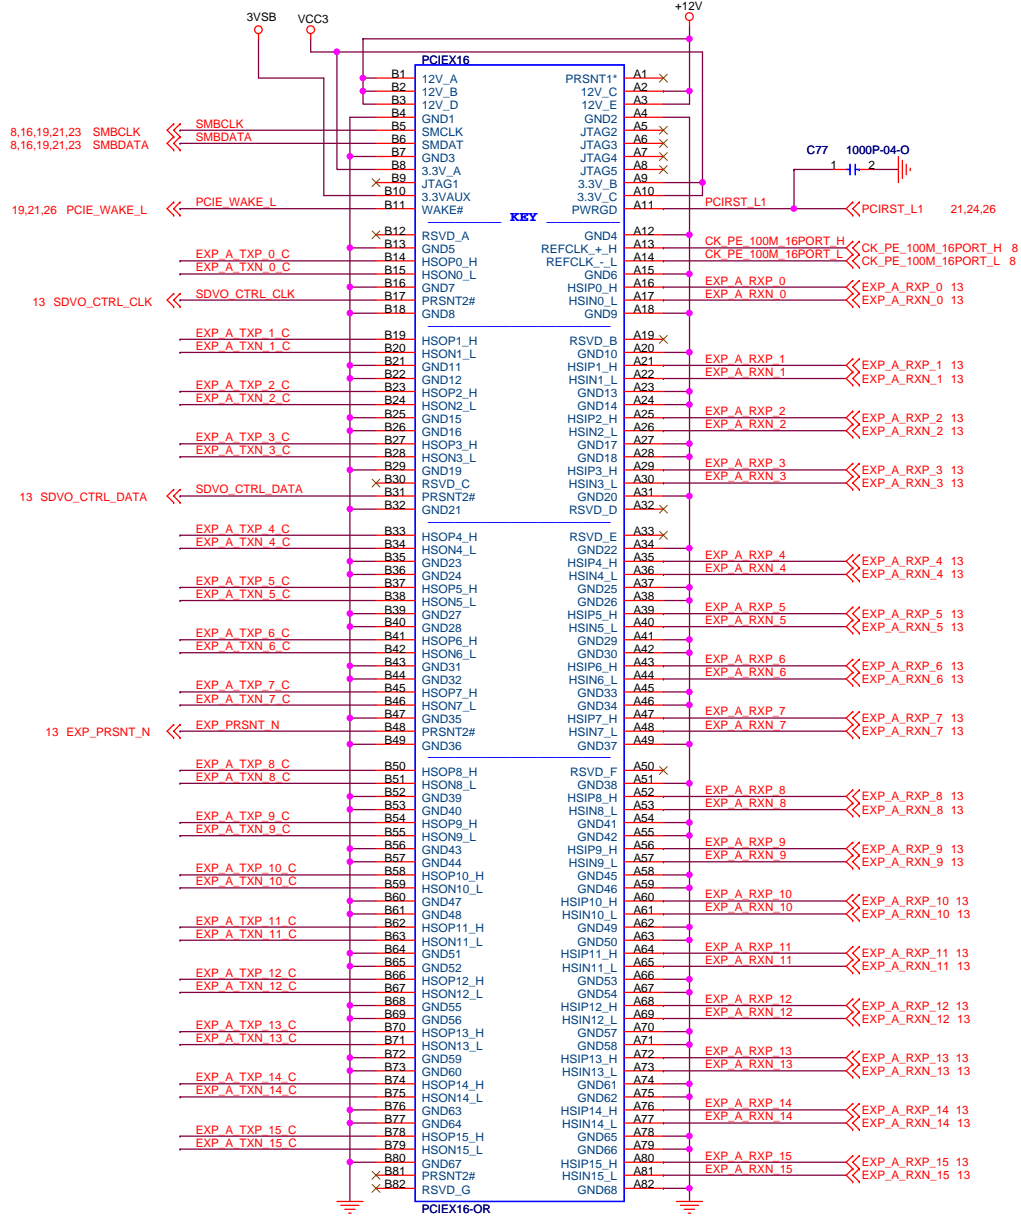 +12V
3VSB VCC3
PCIEX16
B1 12V_A PRSNT1* A1
B2 12V_B 12V_C A2
B3 12V_D 12V_E A3
B4 GND1 GND2 A4
8,16,19,21,23 SMBCLK SMBCLK B5 SMCLK JTAG2 A5
8,16,19,21,23 SMBDATA SMBDATA B6 SMDAT JTAG3 A6
B7 GND3 JTAG4 A7
C77 1000P-04-O
B8 3.3V_A JTAG5 A8 1 2
B9 JTAG1 3.3V_B A9
B10 3.3VAUX 3.3V_C A10
19,21,26 PCIE_WAKE_L PCIE_WAKE_L B11 WAKE# PWRGD A11 PCIRST_L1 PCIRST_L1 21,24,26
KEY
B12 RSVD_A GND4 A12
B13 GND5 REFCLK_+_H A13 CK_PE_100M_16PORT_H CK_PE_100M_16PORT_H 8
EXP_A_TXP_0_C B14 HSOP0_H REFCLK_-_L A14 CK_PE_100M_16PORT_L CK_PE_100M_16PORT_L 8
EXP_A_TXN_0_C B15 HSON0_L GND6 A15
B16 GND7 HSIP0_H A16 EXP_A_RXP_0 EXP_A_RXP_0 13
13 SDVO_CTRL_CLK SDVO_CTRL_CLK B17 PRSNT2# HSIN0_L A17 EXP_A_RXN_0 EXP_A_RXN_0 13
B18 GND8 GND9 A18
EXP_A_TXP_1_C B19 HSOP1_H RSVD_B A19
EXP_A_TXN_1_C B20 HSON1_L GND10 A20
B21 GND11 HSIP1_H A21 EXP_A_RXP_1 EXP_A_RXP_1 13
B22 GND12 HSIN1_L A22 EXP_A_RXN_1 EXP_A_RXN_1 13
EXP_A_TXP_2_C B23 HSOP2_H GND13 A23
EXP_A_TXN_2_C B24 HSON2_L GND14 A24
B25 GND15 HSIP2_H A25 EXP_A_RXP_2 EXP_A_RXP_2 13
B26 GND16 HSIN2_L A26 EXP_A_RXN_2 EXP_A_RXN_2 13
EXP_A_TXP_3_C B27 HSOP3_H GND17 A27
EXP_A_TXN_3_C B28 HSON3_L GND18 A28
B29 GND19 HSIP3_H A29 EXP_A_RXP_3 EXP_A_RXP_3 13
B30 RSVD_C HSIN3_L A30 EXP_A_RXN_3 EXP_A_RXN_3 13
13 SDVO_CTRL_DATA SDVO_CTRL_DATA B31 PRSNT2# GND20 A31
B32 GND21 RSVD_D A32
EXP_A_TXP_4_C B33 HSOP4_H RSVD_E A33
EXP_A_TXN_4_C B34 HSON4_L GND22 A34
B35 GND23 HSIP4_H A35 EXP_A_RXP_4 EXP_A_RXP_4 13
B36 GND24 HSIN4_L A36 EXP_A_RXN_4 EXP_A_RXN_4 13
EXP_A_TXP_5_C B37 HSOP5_H GND25 A37
EXP_A_TXN_5_C B38 HSON5_L GND26 A38
B39 GND27 HSIP5_H A39 EXP_A_RXP_5 EXP_A_RXP_5 13
B40 GND28 HSIN5_L A40 EXP_A_RXN_5 EXP_A_RXN_5 13
EXP_A_TXP_6_C B41 HSOP6_H GND29 A41
EXP_A_TXN_6_C B42 HSON6_L GND30 A42
B43 GND31 HSIP6_H A43 EXP_A_RXP_6 EXP_A_RXP_6 13
B44 GND32 HSIN6_L A44 EXP_A_RXN_6 EXP_A_RXN_6 13
EXP_A_TXP_7_C B45 HSOP7_H GND33 A45
EXP_A_TXN_7_C B46 HSON7_L GND34 A46
B47 GND35 HSIP7_H A47 EXP_A_RXP_7 EXP_A_RXP_7 13
13 EXP_PRSNT_N EXP_PRSNT_N B48 PRSNT2# HSIN7_L A48 EXP_A_RXN_7 EXP_A_RXN_7 13
B49 GND36 GND37 A49
EXP_A_TXP_8_C B50 HSOP8_H RSVD_F A50
EXP_A_TXN_8_C B51 HSON8_L GND38 A51
B52 GND39 HSIP8_H A52 EXP_A_RXP_8 EXP_A_RXP_8 13
B53 GND40 HSIN8_L A53 EXP_A_RXN_8 EXP_A_RXN_8 13
EXP_A_TXP_9_C B54 HSOP9_H GND41 A54
EXP_A_TXN_9_C B55 HSON9_L GND42 A55
B56 GND43 HSIP9_H A56 EXP_A_RXP_9 EXP_A_RXP_9 13
B57 GND44 HSIN9_L A57 EXP_A_RXN_9 EXP_A_RXN_9 13
EXP_A_TXP_10_C B58 HSOP10_H GND45 A58
EXP_A_TXN_10_C B59 HSON10_L GND46 A59
B60 GND47 HSIP10_H A60 EXP_A_RXP_10 EXP_A_RXP_10 13
B61 GND48 HSIN10_L A61 EXP_A_RXN_10 EXP_A_RXN_10 13
EXP_A_TXP_11_C B62 HSOP11_H GND49 A62
EXP_A_TXN_11_C B63 HSON11_L GND50 A63
B64 GND51 HSIP11_H A64 EXP_A_RXP_11 EXP_A_RXP_11 13
B65 GND52 HSIN11_L A65 EXP_A_RXN_11 EXP_A_RXN_11 13
EXP_A_TXP_12_C B66 HSOP12_H GND53 A66
EXP_A_TXN_12_C B67 HSON12_L GND54 A67
B68 GND55 HSIP12_H A68 EXP_A_RXP_12 EXP_A_RXP_12 13
B69 GND56 HSIN12_L A69 EXP_A_RXN_12 EXP_A_RXN_12 13
EXP_A_TXP_13_C B70 HSOP13_H GND57 A70
EXP_A_TXN_13_C B71 HSON13_L GND58 A71
B72 GND59 HSIP13_H A72 EXP_A_RXP_13 EXP_A_RXP_13 13
B73 GND60 HSIN13_L A73 EXP_A_RXN_13 EXP_A_RXN_13 13
EXP_A_TXP_14_C B74 HSOP14_H GND61 A74
EXP_A_TXN_14_C B75 HSON14_L GND62 A75
B76 GND63 HSIP14_H A76 EXP_A_RXP_14 EXP_A_RXP_14 13
B77 GND64 HSIN14_L A77 EXP_A_RXN_14 EXP_A_RXN_14 13
EXP_A_TXP_15_C B78 HSOP15_H GND65 A78
EXP_A_TXN_15_C B79 HSON15_L GND66 A79
B80 GND67 HSIP15_H A80 EXP_A_RXP_15 EXP_A_RXP_15 13
B81 PRSNT2# HSIN15_L A81 EXP_A_RXN_15 EXP_A_RXN_15 13
B82 RSVD_G GND68 A82
PCIEX16-OR